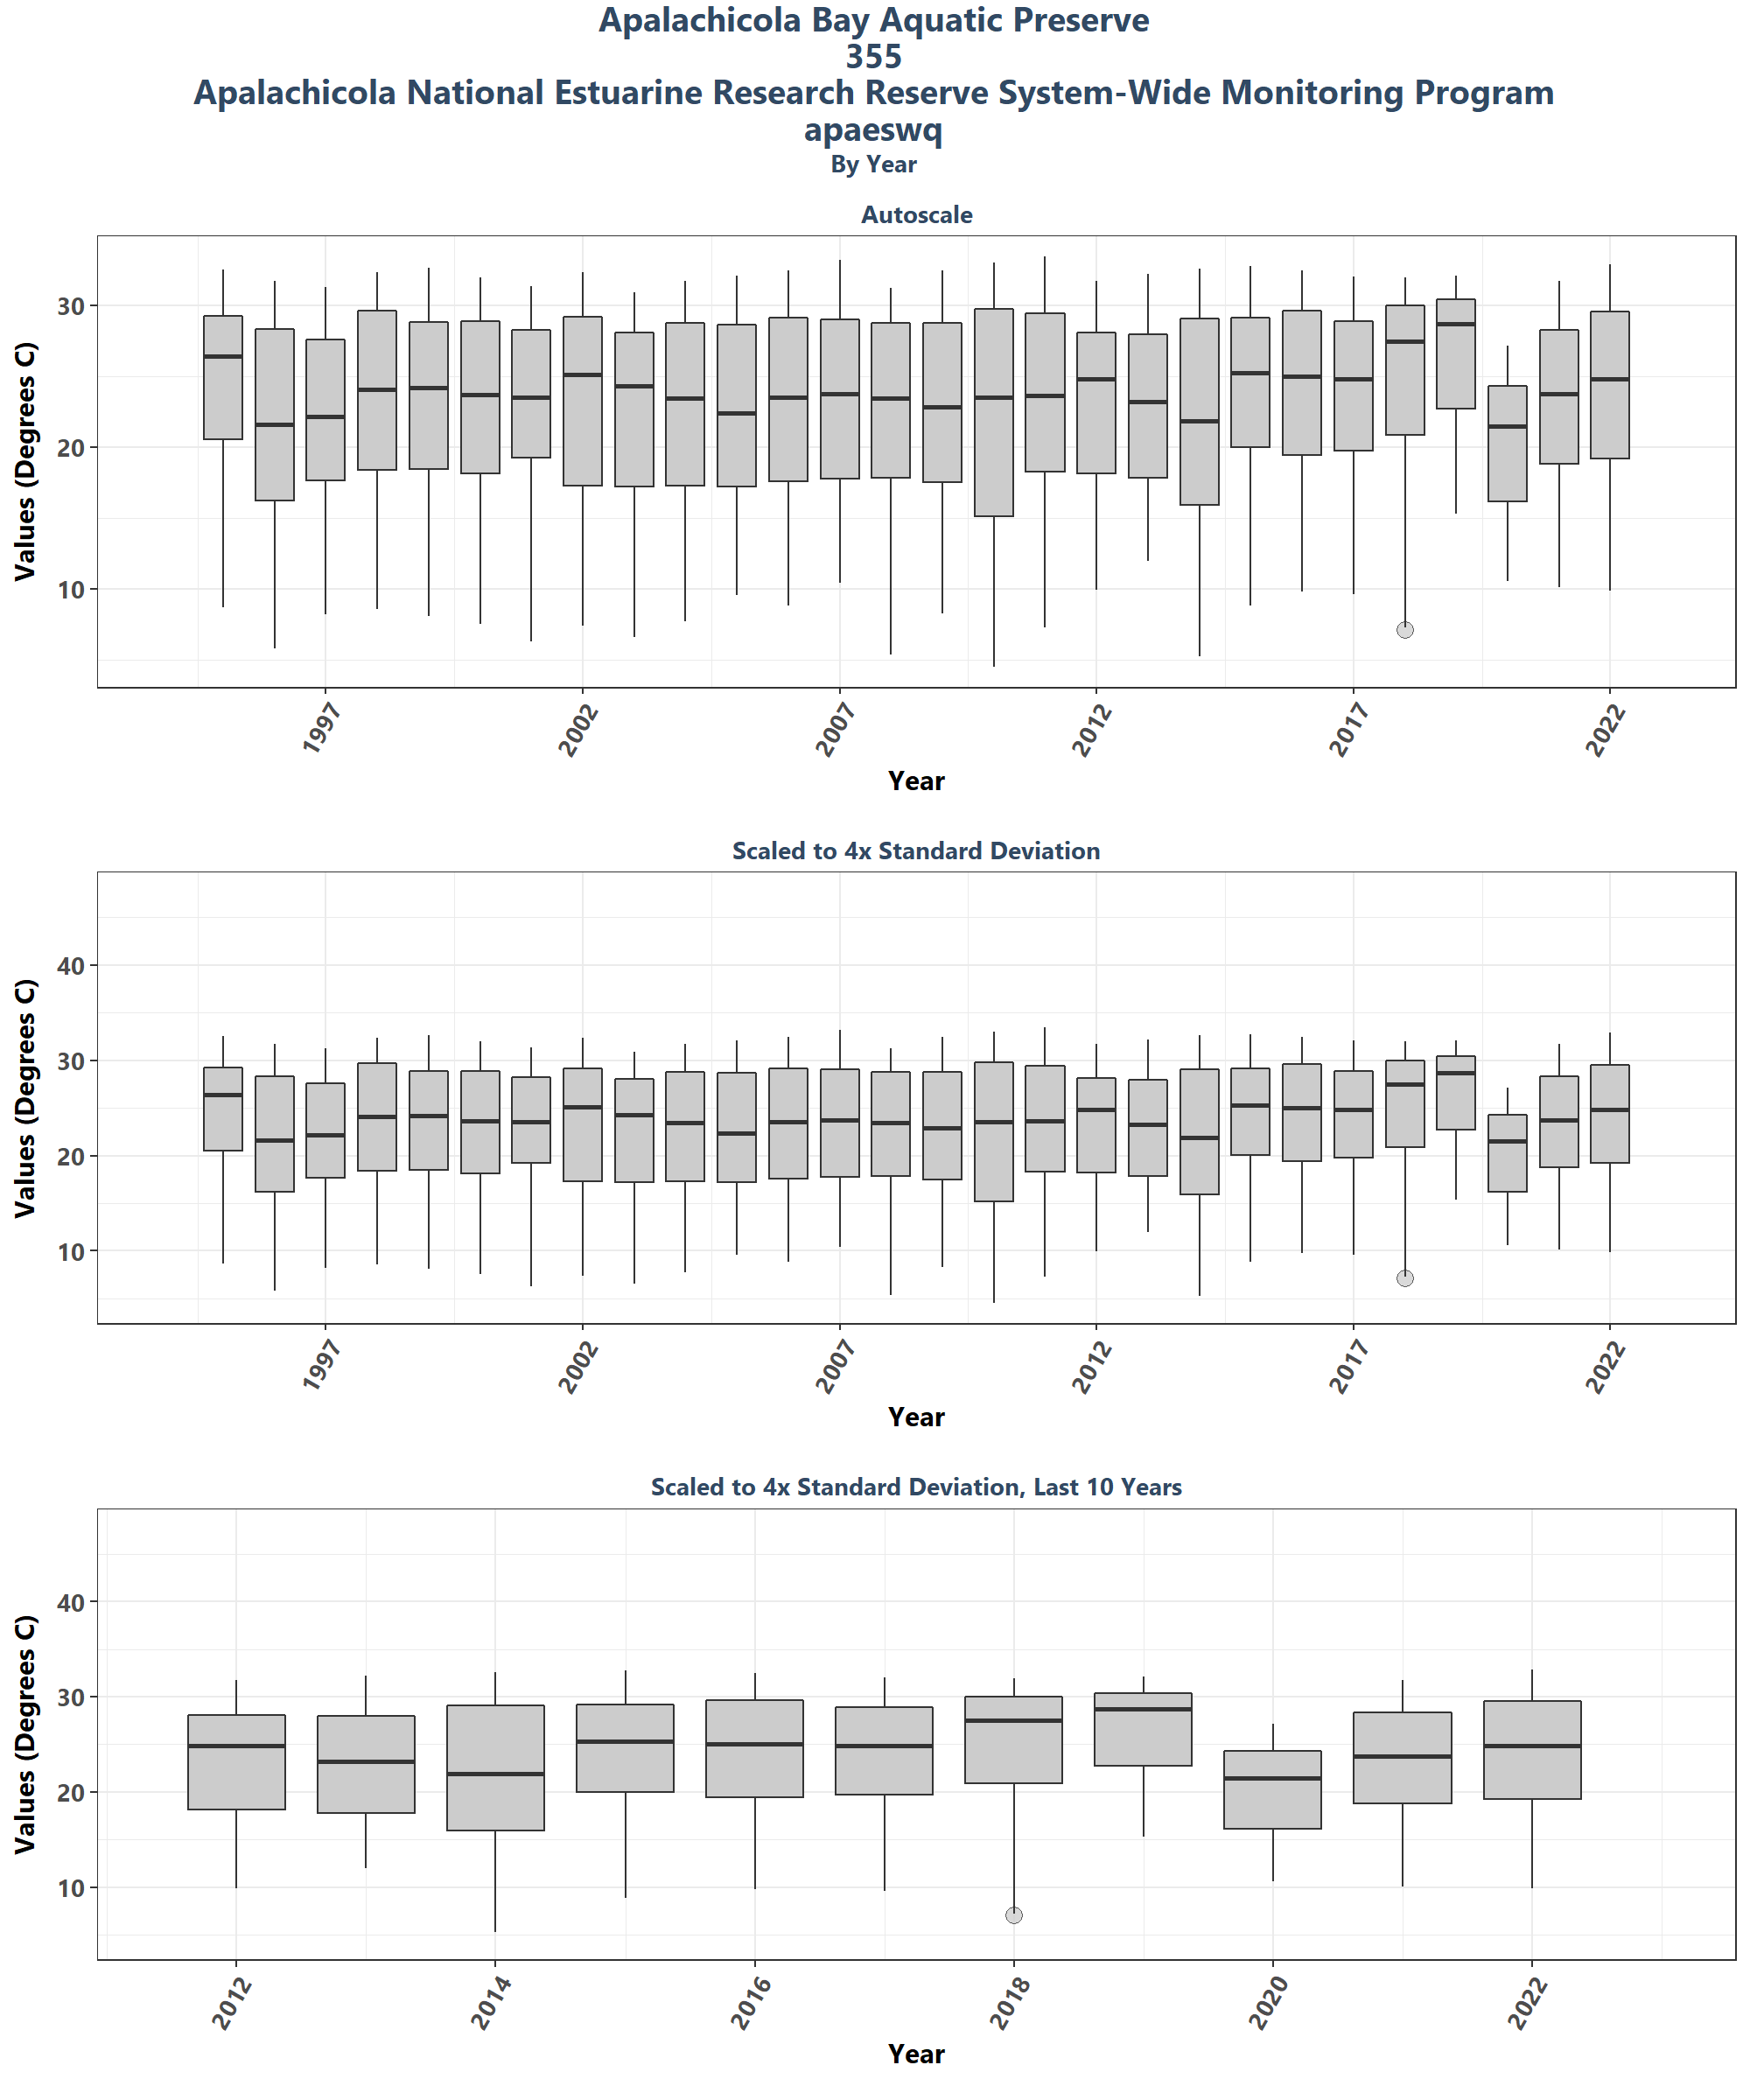 Apalachicola Bay Aquatic Preserve
355
Apalachicola National Estuarine Research Reserve System-Wide Monitoring Program
apaeswq
By Year
Autoscale
Values (Degrees C)
30
20
10
1997
2002
2007
2012
2017
2022
Year
Scaled to 4x Standard Deviation
Values (Degrees C)
40
30
20
10
1997
2002
2007
2012
2017
2022
Year
Scaled to 4x Standard Deviation, Last 10 Years
Values (Degrees C)
40
30
20
10
2012
2014
2016
2018
2020
2022
Year